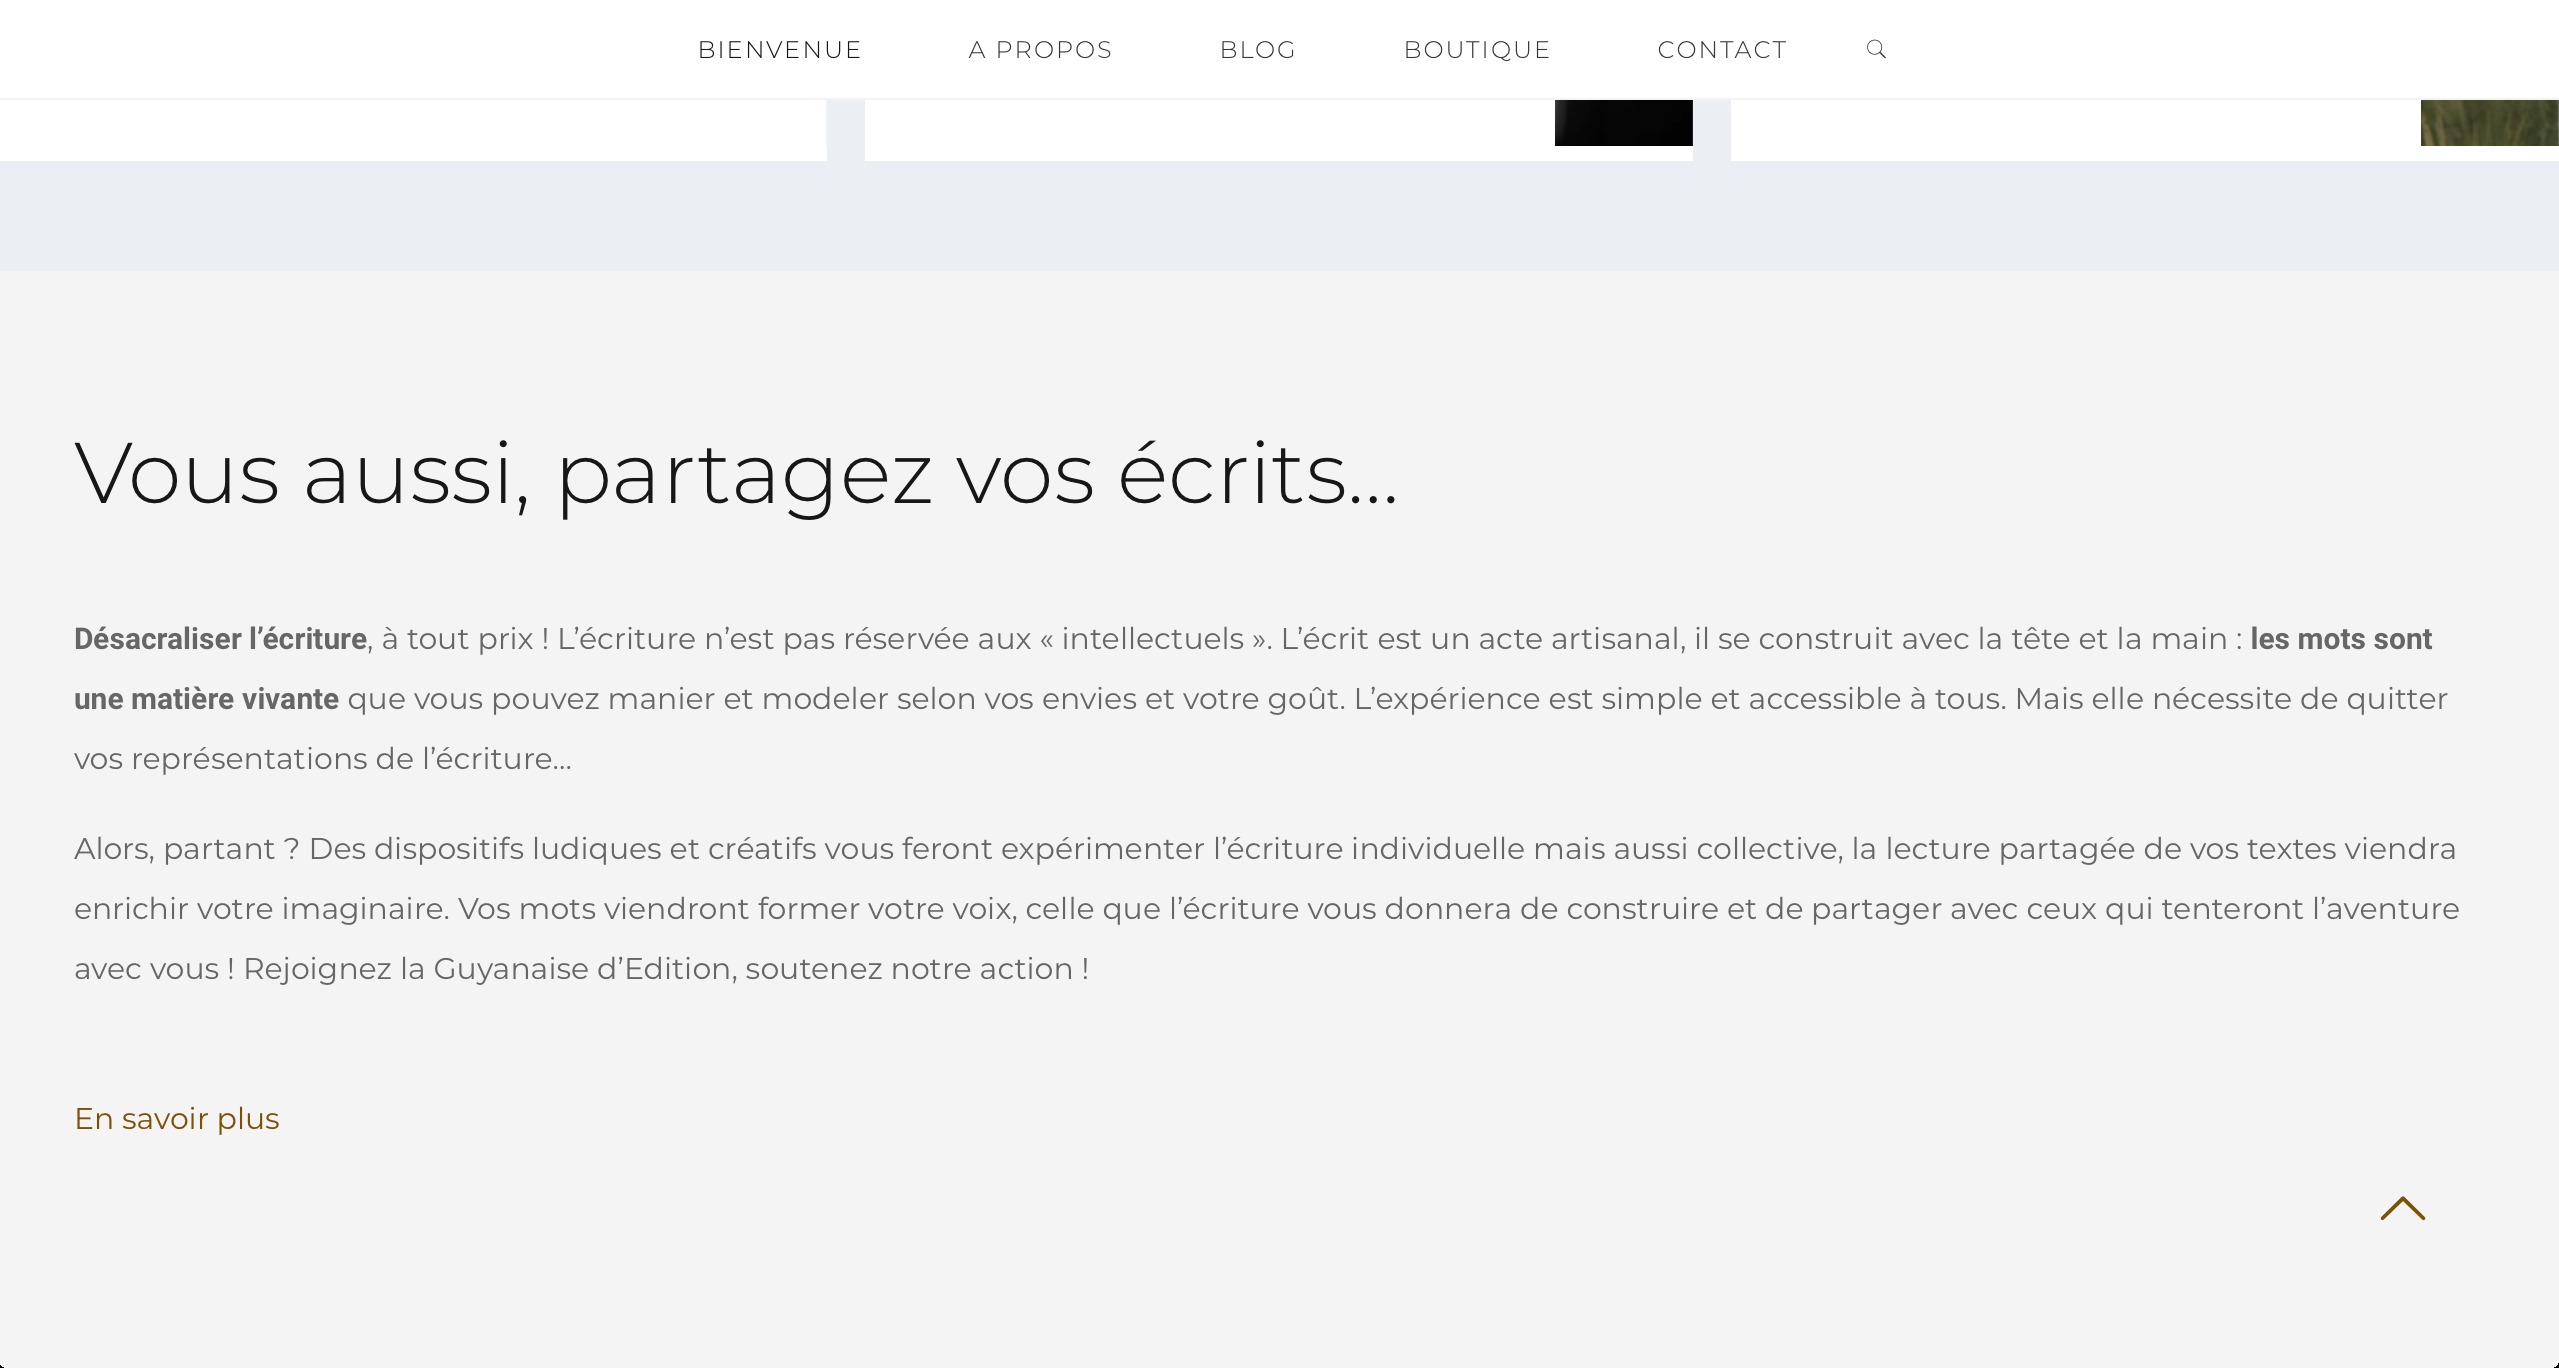 BIENVENUE A PROPOS BLOG BOUTIQUE CONTACT
Vous aussi, partagez vos écrits...
Désacraliser l’écriture, à tout prix ! L’écriture n’est pas réservée aux « intellectuels ». L’écrit est un acte artisanal, il se construit avec la tête et la main : les mots sont
une matière vivante que vous pouvez manier et modeler selon vos envies et votre goût. L’expérience est simple et accessible à tous. Mais elle nécessite de quitter
vos représentations de l’écriture...
Alors, partant ? Des dispositifs ludiques et créatifs vous feront expérimenter l’écriture individuelle mais aussi collective, la lecture partagée de vos textes viendra
enrichir votre imaginaire. Vos mots viendront former votre voix, celle que l’écriture vous donnera de construire et de partager avec ceux qui tenteront l’aventure
avec vous ! Rejoignez la Guyanaise d’Edition, soutenez notre action !
En savoir plus